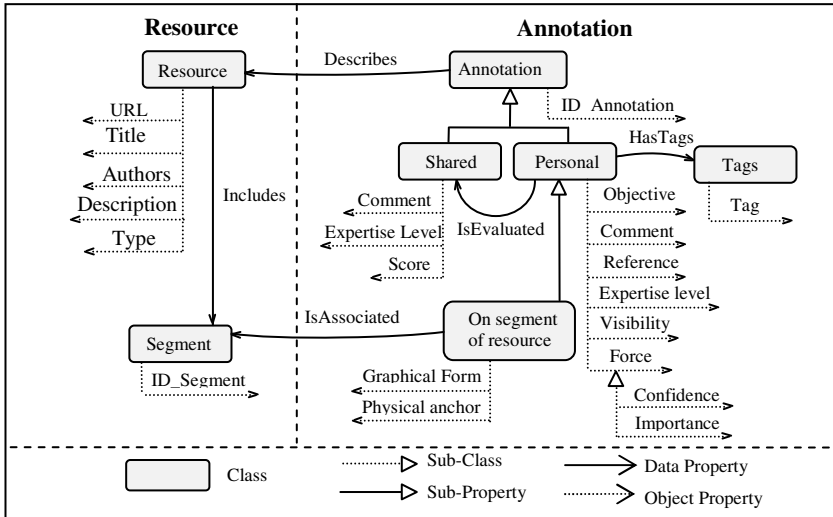 Resource
Annotation
Describes
Resource
Annotation
URL
ID_Annotation
Title
HasTags
Shared
Personal
Tags
Authors
Includes
Comment
Objective
Tag
Description
IsEvaluated
Expertise Level
Comment
Type
Score
Reference
Expertise level
IsAssociated
On segment
of resource
Visibility
Segment
Force
ID_Segment
Graphical Form
Confidence
Physical anchor
Importance
Class
Sub-Class
Data Property
Sub-Property
Object Property